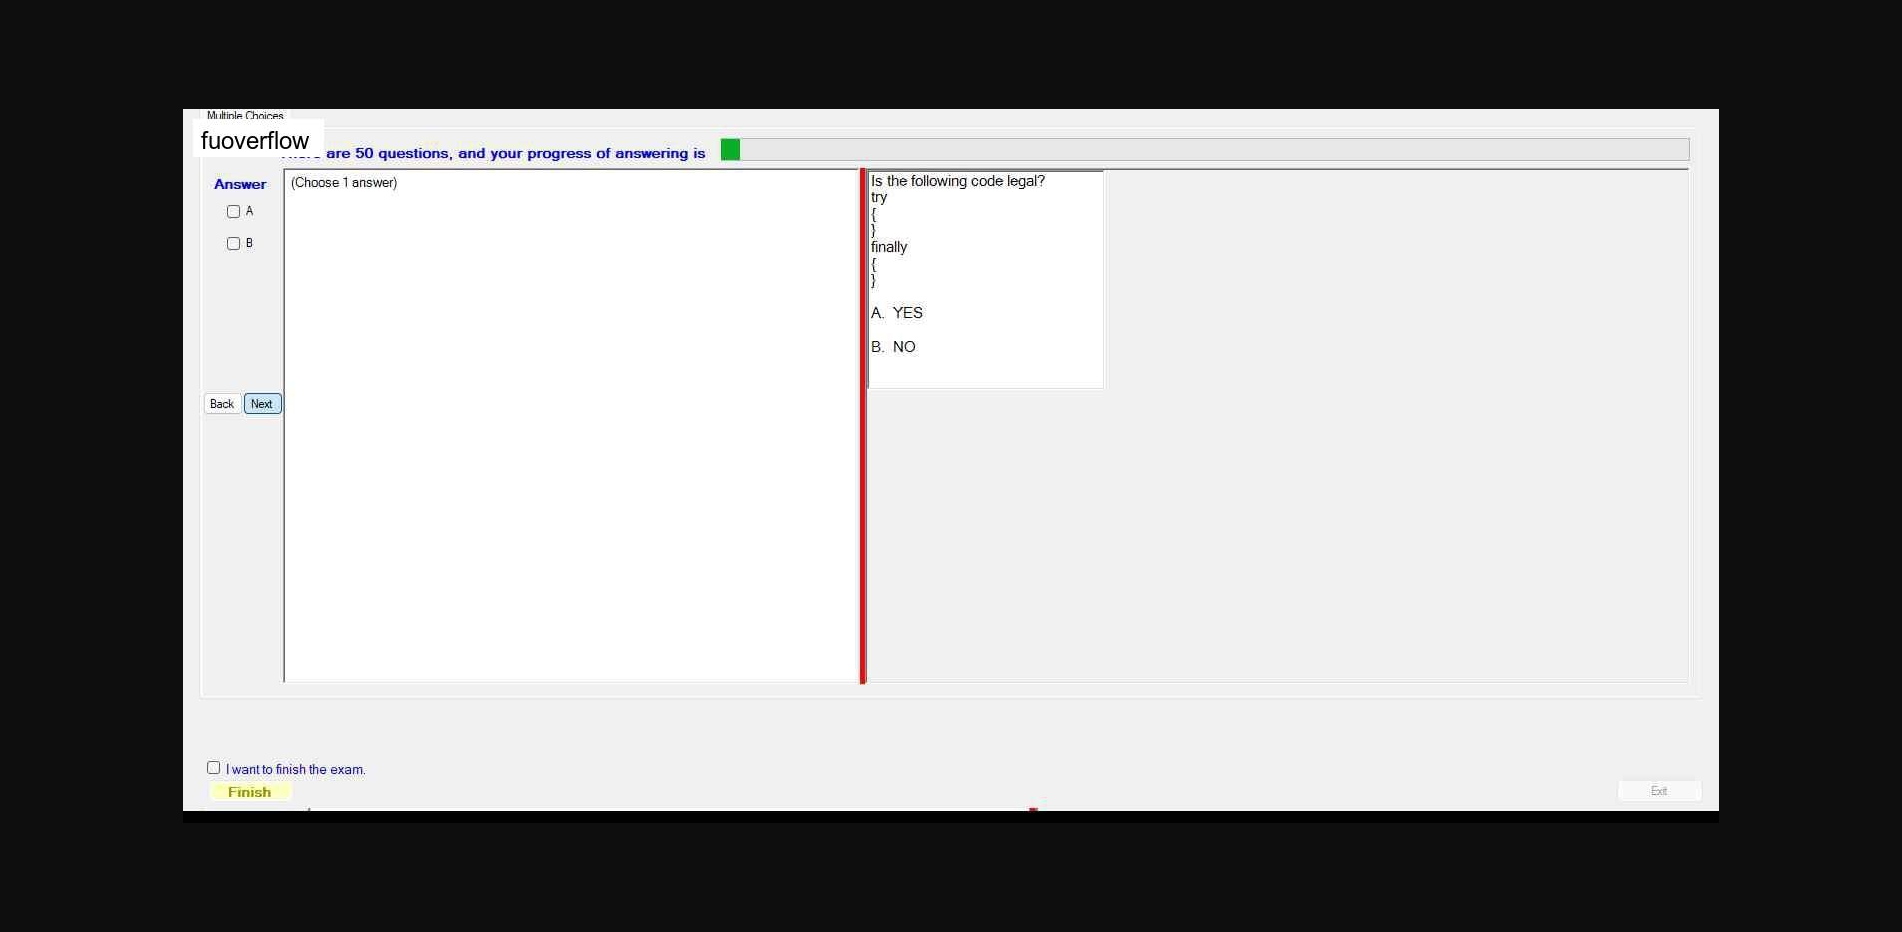 Multiple Choices
fuoverflow
are 50 questions, and your progress of answering is
Answer
(Choose 1 answer)
A
B
Back
Next
Is the following code legal?
try
{
}
finally
{
}
A. YES
B. NO
I want to finish the exam.
Finish
Exit